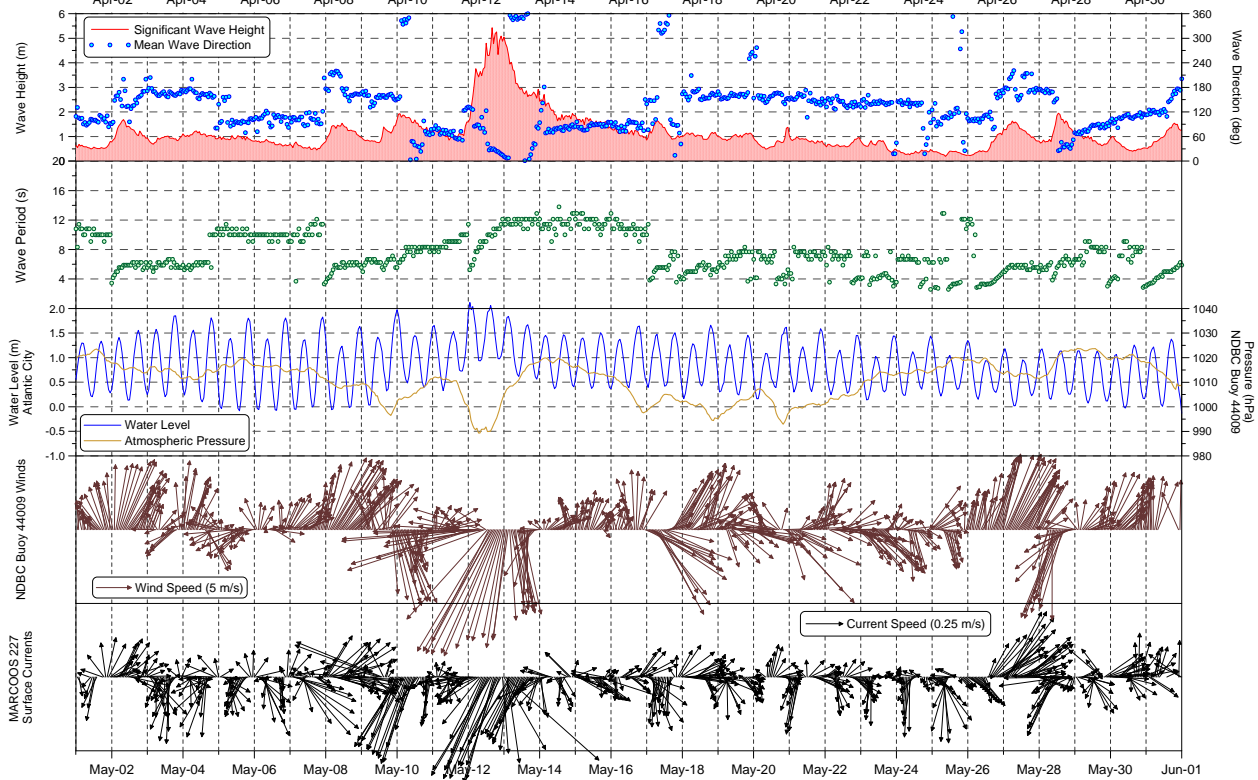 Apr-02 Apr-04 Apr-06 Apr-08 Apr-10 Apr-12 Apr-14 Apr-16 Apr-18 Apr-20 Apr-22 Apr-24 Apr-26 Apr-28 Apr-30
Significant Wave Height
Mean Wave Direction
Wave Height (m)
6
5
4
3
2
1
0
Wave Direction (deg)
360
300
240
180
120
60
0
Wave Period (s)
20
16
12
8
4
Water Level (m)
Atlantic City
2.0
1.5
1.0
0.5
0.0
-0.5
-1.0
Water Level
Atmospheric Pressure
Pressure (hPa)
NDBC Buoy 44009
1040
1030
1020
1010
1000
990
980
NDBC Buoy 44009 Winds
Wind Speed (5 m/s)
MARCOOS 227
Surface Currents
Current Speed (0.25 m/s)
May-02 May-04 May-06 May-08 May-10 May-12 May-14 May-16 May-18 May-20 May-22 May-24 May-26 May-28 May-30 Jun-01